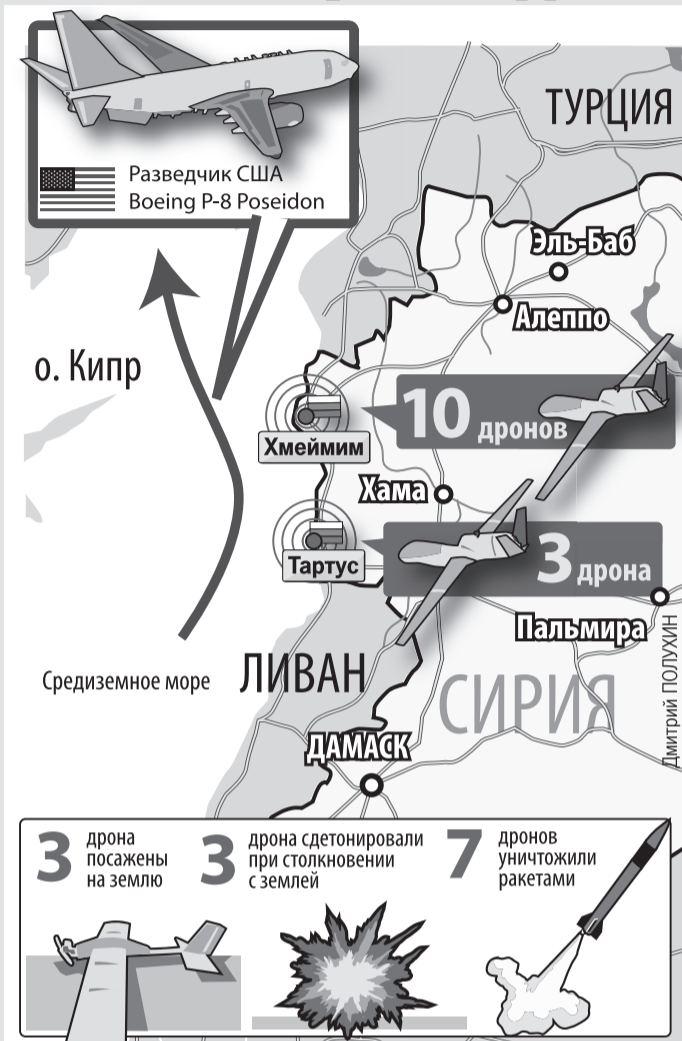 Разведчик США
Boeing P-8 Poseidon
ТУРЦИЯ
Эль-Баб
Алеппо
о. Кипр
10 дронов
Хмеймим
Хама
Тартус
3 дрона
Пальмира
Средиземное море
ЛИВАН
СИРИЯ
ДАМАСК
Дмитрий ПОЛУХИН
3 дрона
посажены
на землю
3 дрона сдетонировали
при столкновении
с землей
7 дронов
уничтожили
ракетами